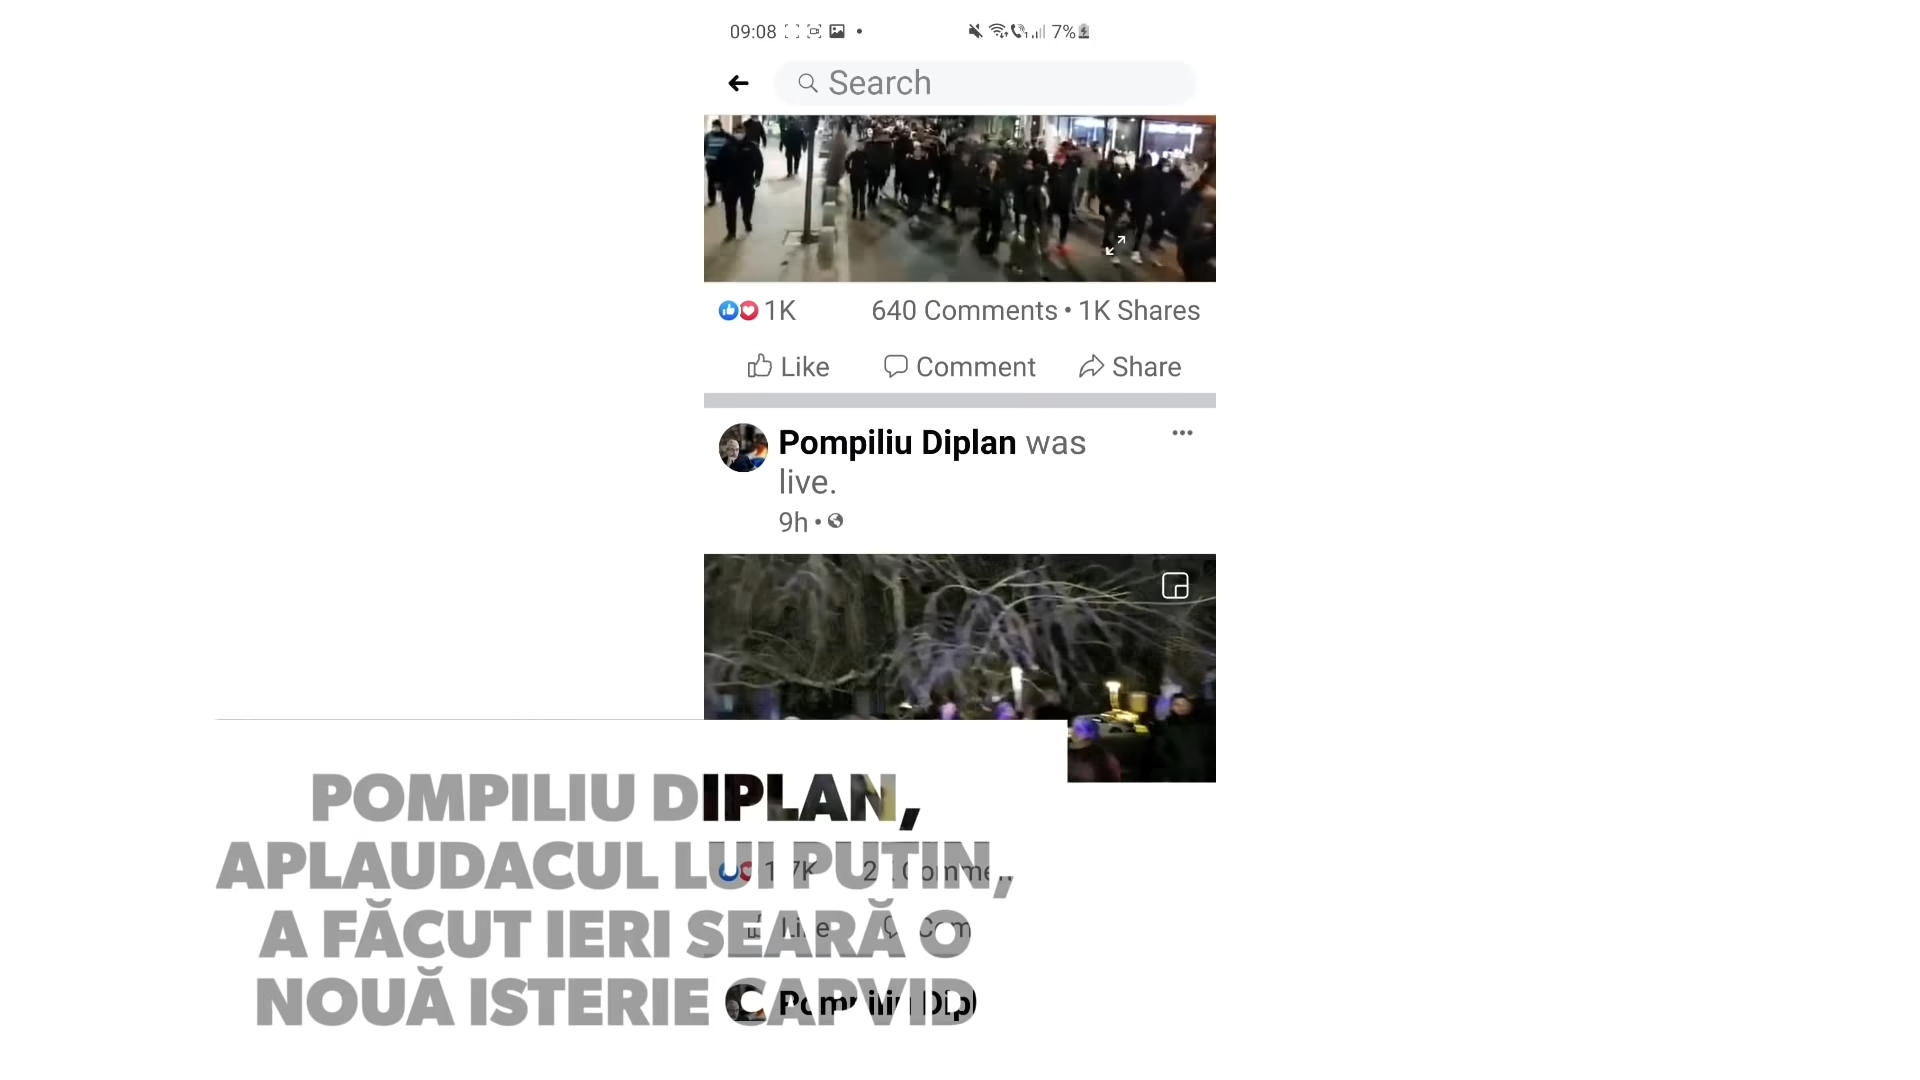 09:08
7%
Search
1K
640 Comments • 1K Shares
Like
Comment
Share
Pompiliu Diplan was
live.
9h •
POMPILIU DIPLAN,
APLAUDACUL LUI PUTIN,
A FĂCUT IERI SEARĂ O
NOUĂ ISTERIE CAPVID